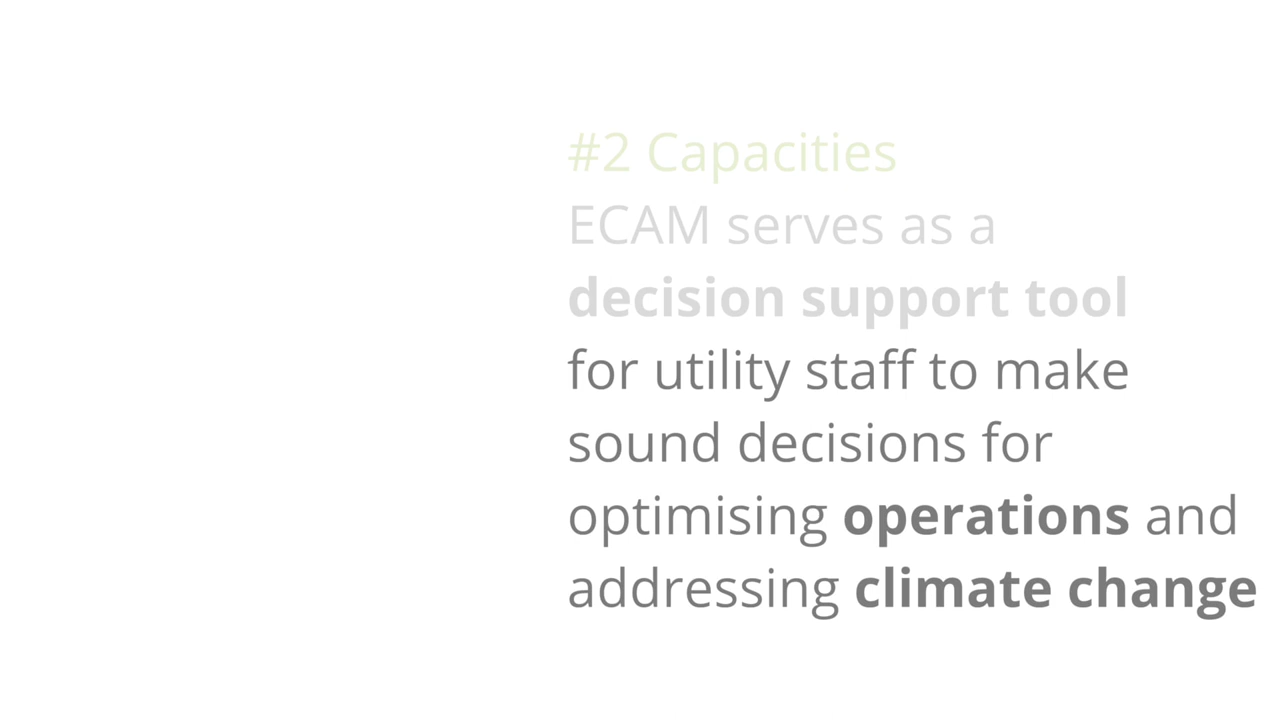 #2 Capacities
ECAM serves as a
decision support tool
for utility staff to make
sound decisions for
optimising operations and
addressing climate change